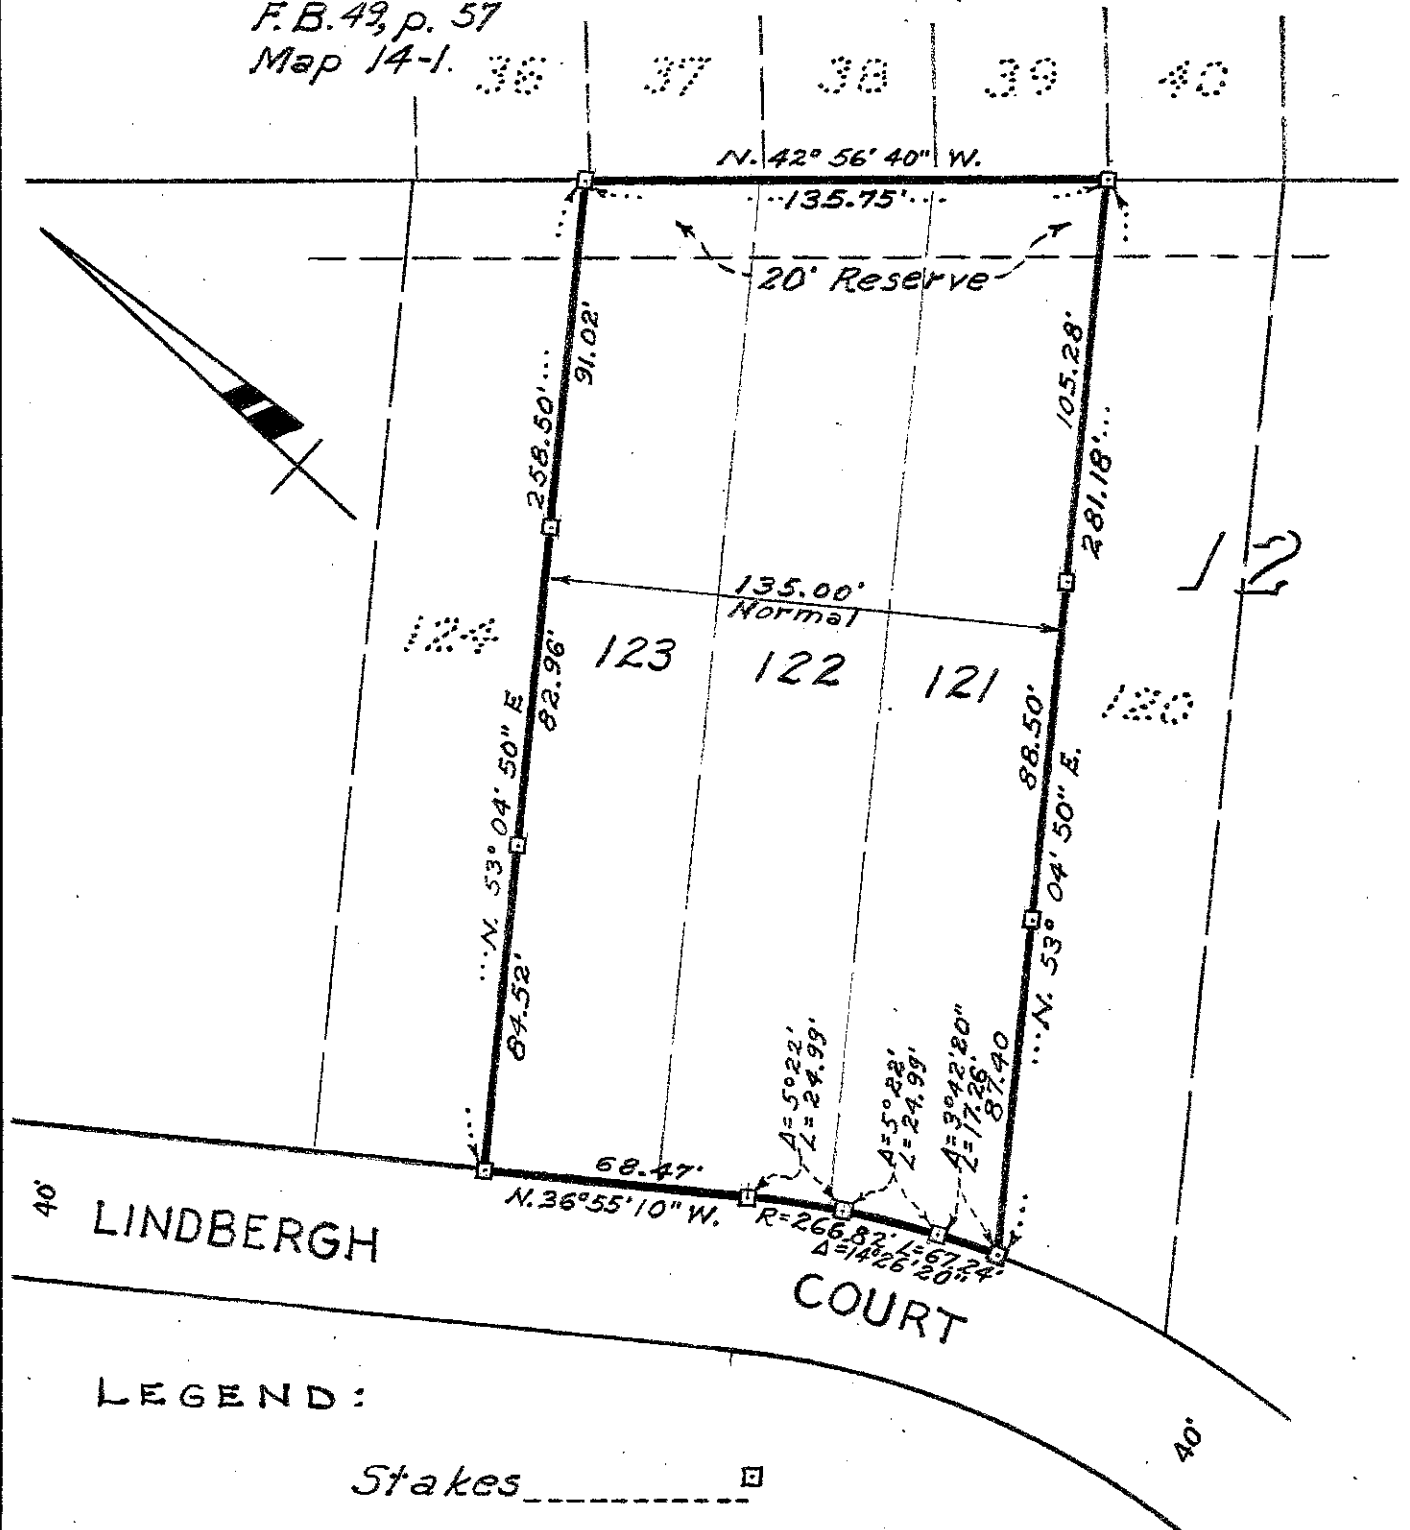 F.B. 49, p. 57
Map 14-1.
36 37 38 39 40
N. 42° 56' 40" W.
135.75'
20' Reserve
91.02'
258.50'
105.28'
281.18'
12
135.00'
Normal
124 123 122 121 120
82.96'
N. 53° 04' 50" E
84.52'
88.50'
N. 53° 04' 50" E.
87.40
Δ=5°22'
L=24.99'
Δ=5°22'
L=24.99'
Δ=3°42'20"
L=17.26'
68.47'
N. 36°55'10" W.
R=266.82' L=67.24'
Δ=14°26'20"
40'
LINDBERGH
COURT
40'
LEGEND:
Stakes